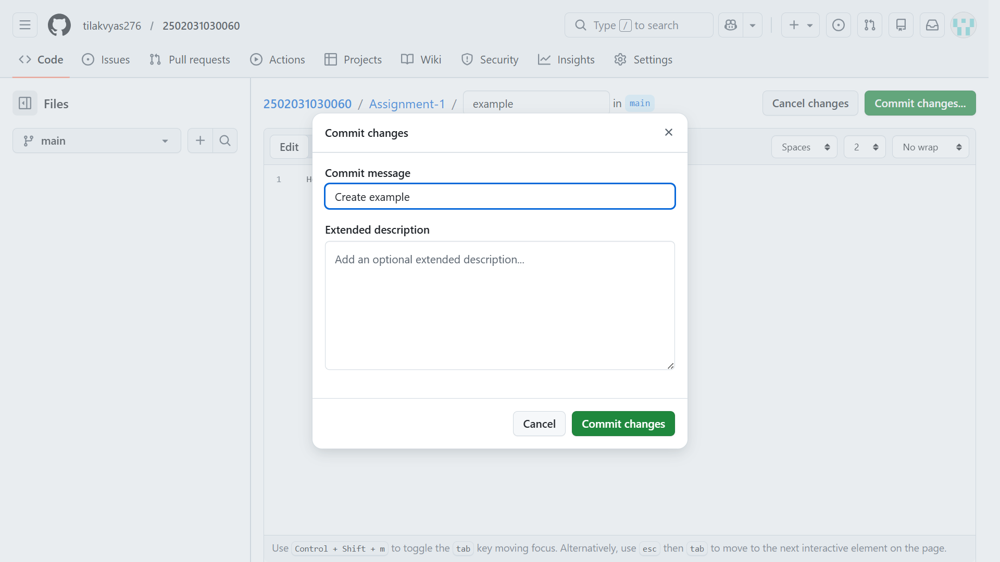 tilakvyas276 / 2502031030060
Type / to search
Code Issues Pull requests Actions Projects Wiki Security Insights Settings
Files
main
2502031030060 / Assignment-1 / example in main
Cancel changes Commit changes...
Edit
Spaces 2 No wrap
1
Commit changes
Commit message
Create example
Extended description
Add an optional extended description...
Cancel Commit changes
Use Control + Shift + m to toggle the tab key moving focus. Alternatively, use esc then tab to move to the next interactive element on the page.